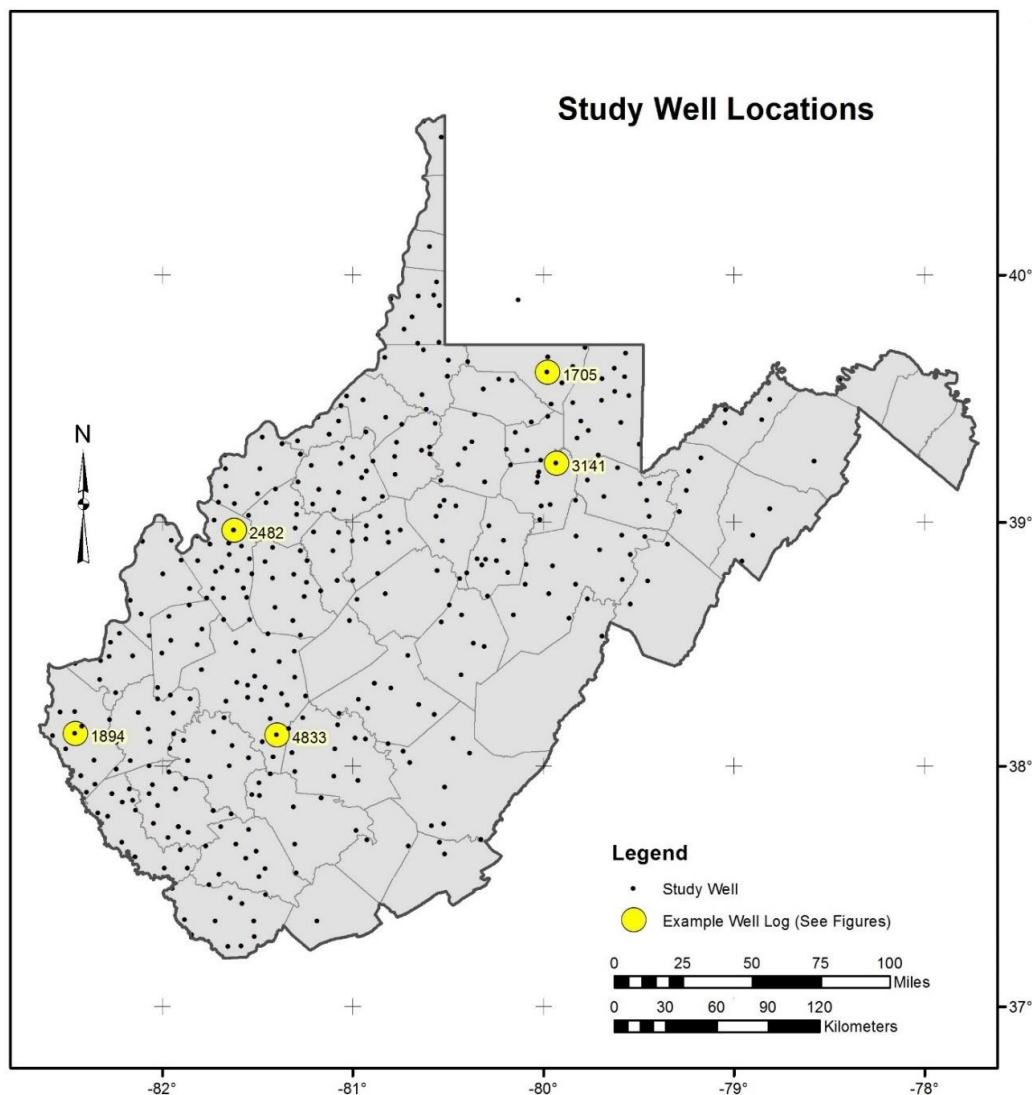 Study Well Locations
40°
1705
N
3141
2482
39°
1894
4833
38°
Legend
Study Well
Example Well Log (See Figures)
0 25 50 75 100
Miles
0 30 60 90 120
Kilometers
37°
-82° -81° -80° -79° -78°